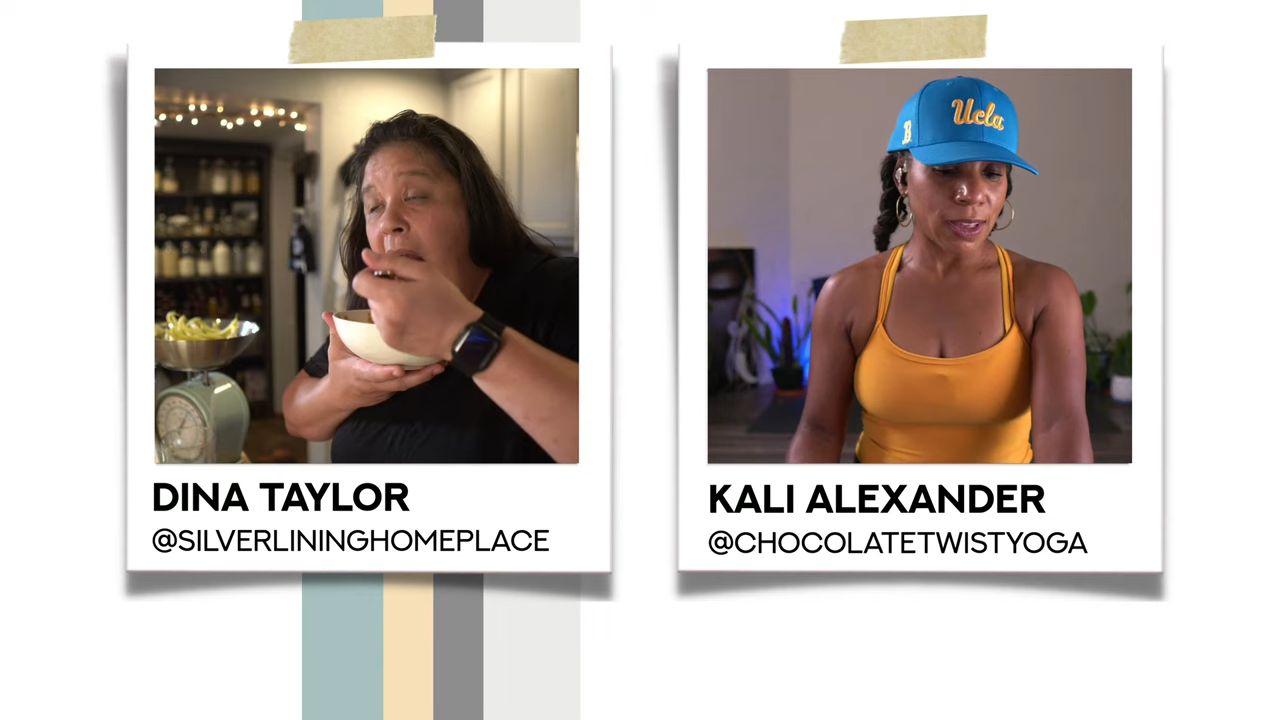 Ucla
B
DINA TAYLOR
@SILVERLININGHOMEPLACE
KALI ALEXANDER
@CHOCOLATETWISTYOGA